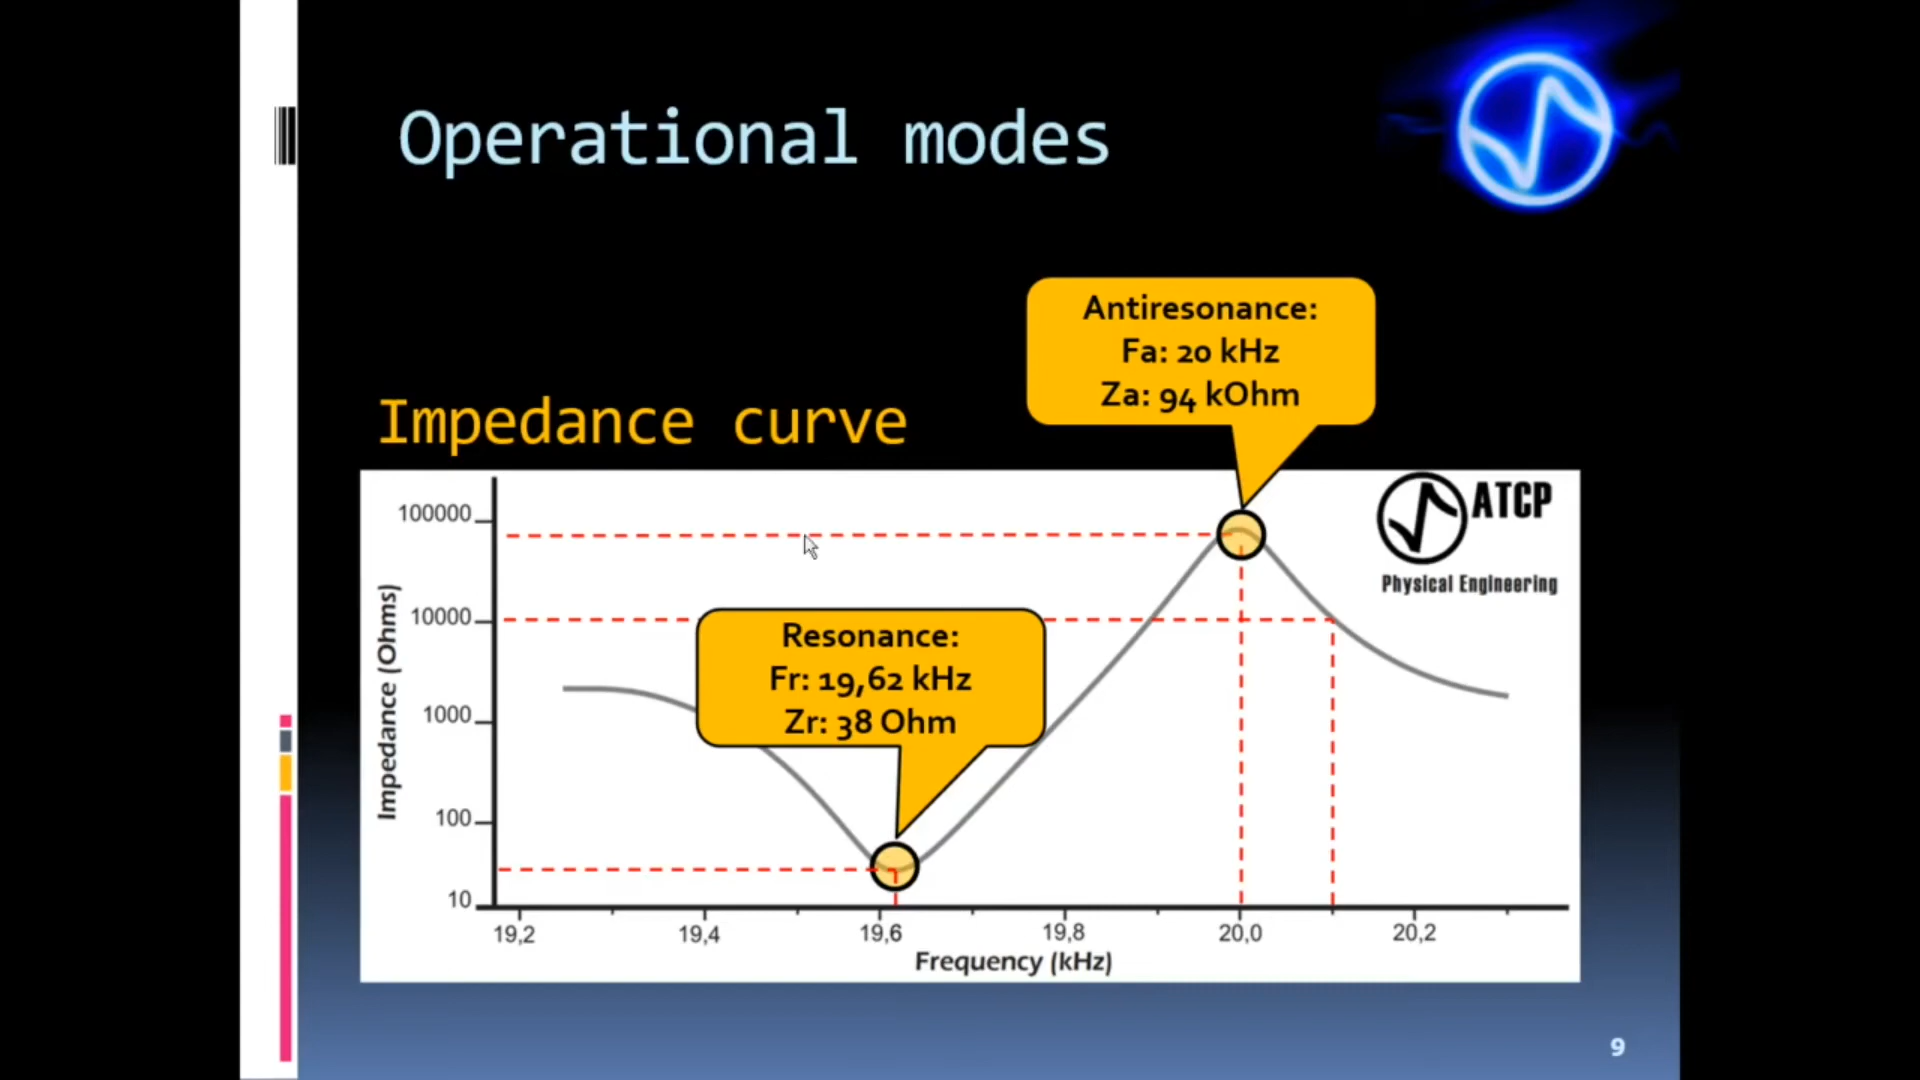 Operational modes
Antiresonance:
Fa: 20 kHz
Za: 94 kOhm
Impedance curve
ATCP
Physical Engineering
100000
10000
1000
100
10
Impedance (Ohms)
Resonance:
Fr: 19,62 kHz
Zr: 38 Ohm
19,2 19,4 19,6 19,8 20,0 20,2
Frequency (kHz)
9